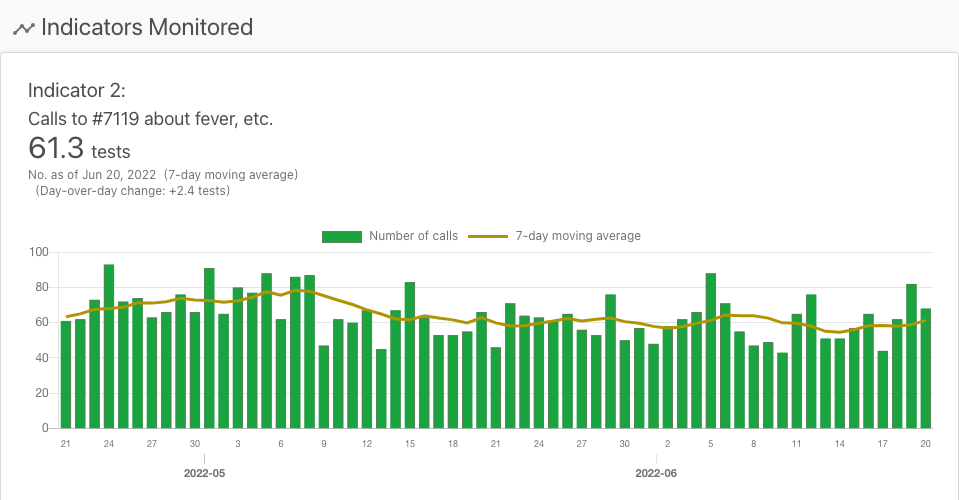 Indicators Monitored
Indicator 2:
Calls to #7119 about fever, etc.
61.3 tests
No. as of Jun 20, 2022 (7-day moving average)
(Day-over-day change: +2.4 tests)
Number of calls 7-day moving average
100
80
60
40
20
0
21 24 27 30 3 6 9 12 15 18 21 24 27 30 2 5 8 11 14 17 20
2022-05 2022-06